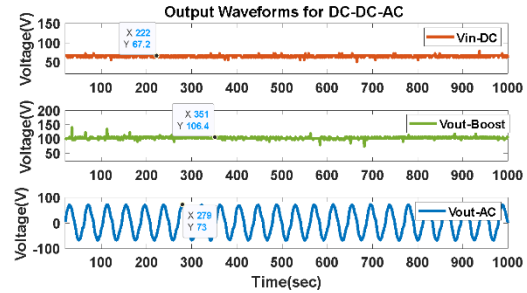 Output Waveforms for DC-DC-AC
Voltage(V)
150
100
50
X 222
Y 67.2
Vin-DC
100 200 300 400 500 600 700 800 900 1000
Voltage(V)
200
150
100
50
X 351
Y 106.4
Vout-Boost
100 200 300 400 500 600 700 800 900 1000
Voltage(V)
100
0
-100
X 279
Y 73
Vout-AC
100 200 300 400 500 600 700 800 900 1000
Time(sec)